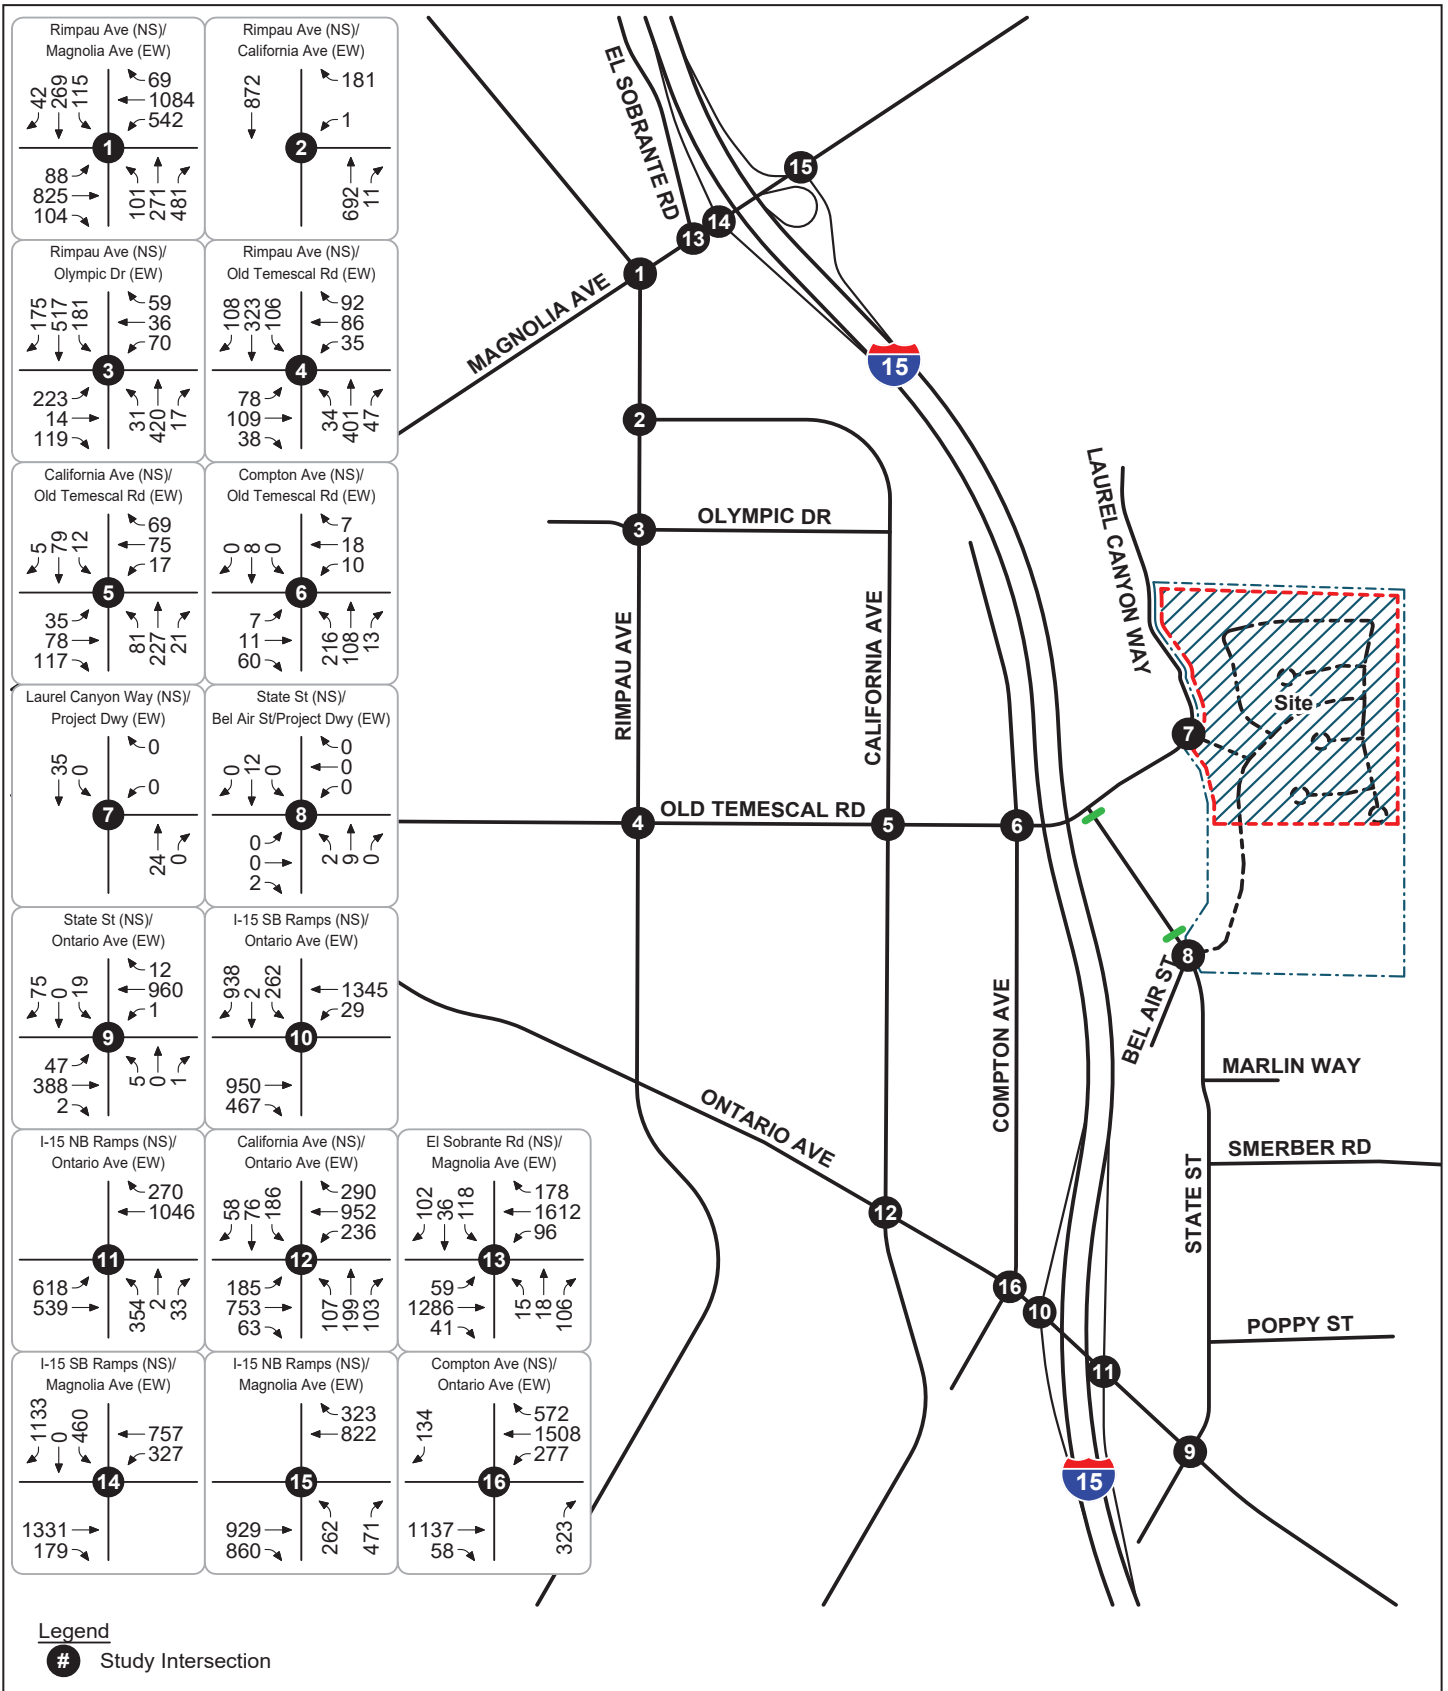 Rimpau Ave (NS)/
Magnolia Ave (EW)
42 269 115
69
1084
542
1
88
825
104
101 271 481
Rimpau Ave (NS)/
California Ave (EW)
872
181
1
2
692 11
Rimpau Ave (NS)/
Olympic Dr (EW)
175 517 181
59
36
70
3
223
14
119
31 420 17
Rimpau Ave (NS)/
Old Temescal Rd (EW)
108 323 106
92
86
35
4
78
109
38
34 401 47
California Ave (NS)/
Old Temescal Rd (EW)
5 79 12
69
75
17
5
35
78
117
81 227 21
Compton Ave (NS)/
Old Temescal Rd (EW)
0 8 0
7
18
10
6
7
11
60
216 108 13
Laurel Canyon Way (NS)/
Project Dwy (EW)
35 0
0
0
7
24 0
State St (NS)/
Bel Air St/Project Dwy (EW)
0 12 0
0
0
0
8
0
0
2
2 9 0
State St (NS)/
Ontario Ave (EW)
75 0 19
12
960
1
9
47
388
2
5 0 1
I-15 SB Ramps (NS)/
Ontario Ave (EW)
938 2 262
1345
29
10
950
467
I-15 NB Ramps (NS)/
Ontario Ave (EW)
270
1046
11
618
539
354 2 33
California Ave (NS)/
Ontario Ave (EW)
58 76 186
290
952
236
12
185
753
63
107 199 103
El Sobrante Rd (NS)/
Magnolia Ave (EW)
102 36 118
178
1612
96
13
59
1286
41
15 18 106
I-15 SB Ramps (NS)/
Magnolia Ave (EW)
1133 0 460
757
327
14
1331
179
I-15 NB Ramps (NS)/
Magnolia Ave (EW)
323
822
15
929
860
262 471
Compton Ave (NS)/
Ontario Ave (EW)
134
572
1508
277
16
1137
58
323
EL SOBRANTE RD
15
14
13
1
MAGNOLIA AVE
15
2
OLYMPIC DR
3
LAUREL CANYON WAY
RIMPAU AVE
CALIFORNIA AVE
Site
7
OLD TEMESCAL RD
4
5
6
8
BEL AIR ST
COMPTON AVE
MARLIN WAY
ONTARIO AVE
SMERBER RD
STATE ST
12
16
10
POPPY ST
11
9
15
Legend
# Study Intersection